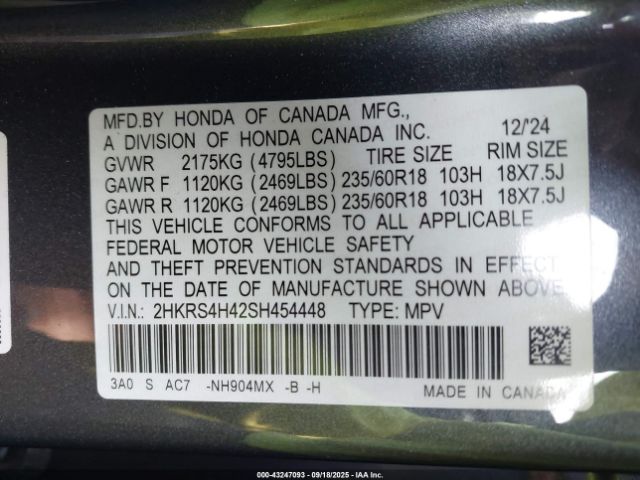 MFD.BY HONDA OF CANADA MFG.,
A DIVISION OF HONDA CANADA INC. 12/'24
GVWR 2175KG (4795LBS) TIRE SIZE RIM SIZE
GAWR F 1120KG (2469LBS) 235/60R18 103H 18X7.5J
GAWR R 1120KG (2469LBS) 235/60R18 103H 18X7.5J
THIS VEHICLE CONFORMS TO ALL APPLICABLE
FEDERAL MOTOR VEHICLE SAFETY
AND THEFT PREVENTION STANDARDS IN EFFECT
ON THE DATE OF MANUFACTURE SHOWN ABOVE
V.I.N.: 2HKRS4H42SH454448 TYPE: MPV
3A0 S AC7 -NH904MX -B -H MADE IN CANADA
000-43247093 - 09/18/2025 - IAA Inc.